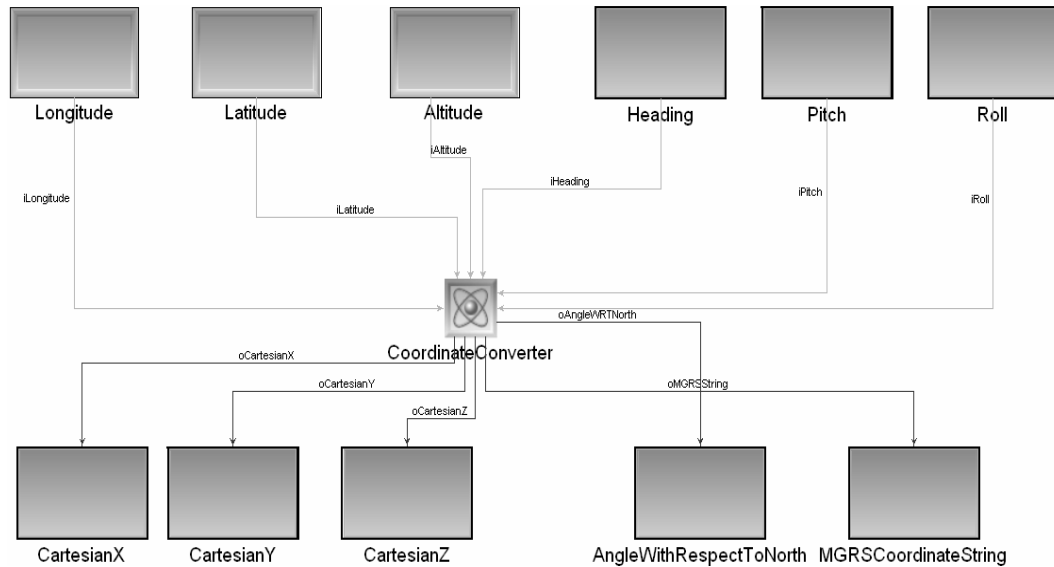 Longitude
Latitude
Altitude
Heading
Pitch
Roll
iAltitude
iHeading
iLongitude
iPitch
iRoll
iLatitude
oAngleWRTNorth
CoordinateConverter
oCartesianX
oCartesianY
oMGRSString
oCartesianZ
CartesianX
CartesianY
CartesianZ
AngleWithRespectToNorth
MGRSCoordinateString